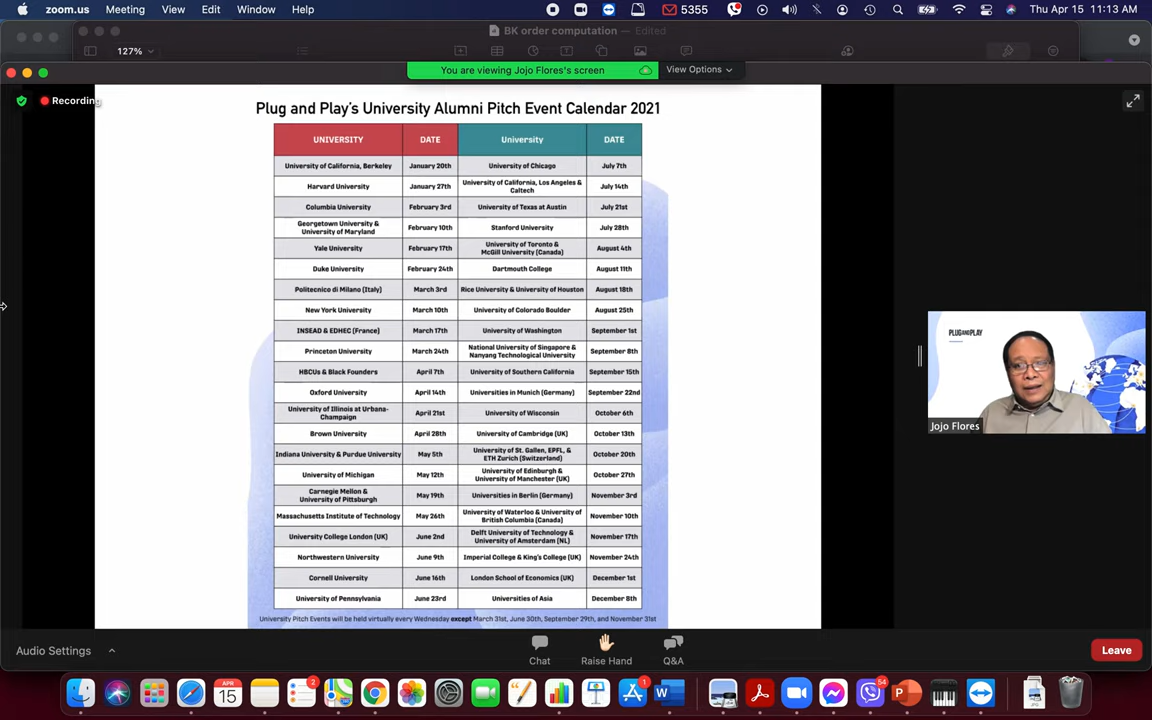 zoom.us Meeting View Edit Window Help 5355 Thu Apr 15 11:13 AM
BK order computation — Edited
127%
You are viewing Jojo Flores's screen View Options
Recording
Plug and Play's University Alumni Pitch Event Calendar 2021
UNIVERSITY DATE University DATE
University of California, Berkeley January 20th University of Chicago July 7th
Harvard University January 27th University of California, Los Angeles &
Caltech July 14th
Columbia University February 3rd University of Texas at Austin July 21st
Georgetown University &
University of Maryland February 10th Stanford University July 28th
Yale University February 17th University of Toronto &
McGill University (Canada) August 4th
Duke University February 24th Dartmouth College August 11th
Politecnico di Milano (Italy) March 3rd Rice University & University of Houston August 18th
New York University March 10th University of Colorado Boulder August 25th
INSEAD & EDHEC (France) March 17th University of Washington September 1st
Princeton University March 24th National University of Singapore &
Nanyang Technological University September 8th
HBCUs & Black Founders April 7th University of Southern California September 15th
Oxford University April 14th Universities in Munich (Germany) September 22nd
University of Illinois at Urbana-
Champaign April 21st University of Wisconsin October 6th
Brown University April 28th University of Cambridge (UK) October 13th
Indiana University & Purdue University May 5th University of St. Gallen, EPFL, &
ETH Zurich (Switzerland) October 20th
University of Michigan May 12th University of Edinburgh &
University of Manchester (UK) October 27th
Carnegie Mellon &
University of Pittsburgh May 19th Universities in Berlin (Germany) November 3rd
Massachusetts Institute of Technology May 26th University of Waterloo & University of
British Columbia (Canada) November 10th
University College London (UK) June 2nd Delft University of Technology &
University of Amsterdam (NL) November 17th
Northwestern University June 9th Imperial College & King's College (UK) November 24th
Cornell University June 16th London School of Economics (UK) December 1st
University of Pennsylvania June 23rd Universities of Asia December 8th
University Pitch Events will be held virtually every Wednesday except March 31st, June 30th, September 29th, and November 31st
PLUGANDPLAY
Jojo Flores
Audio Settings Chat Raise Hand Q&A Leave
APR
15
2
1
54